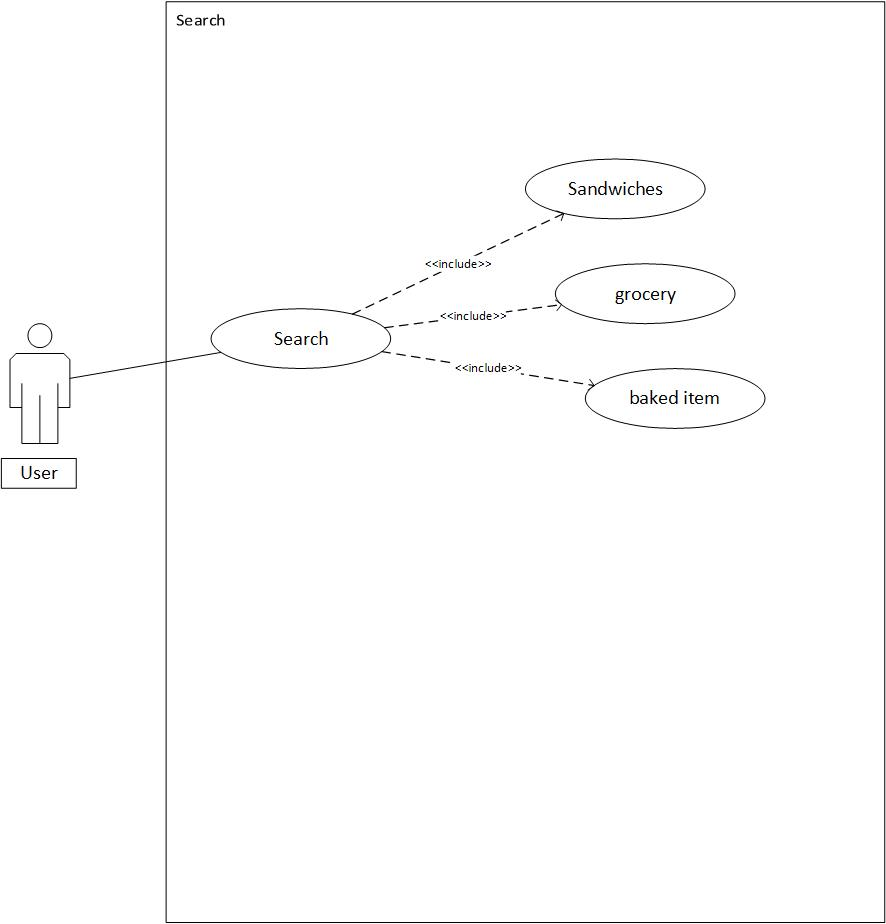 Search
Sandwiches
<<include>>
grocery
<<include>>
Search
<<include>>
baked item
User